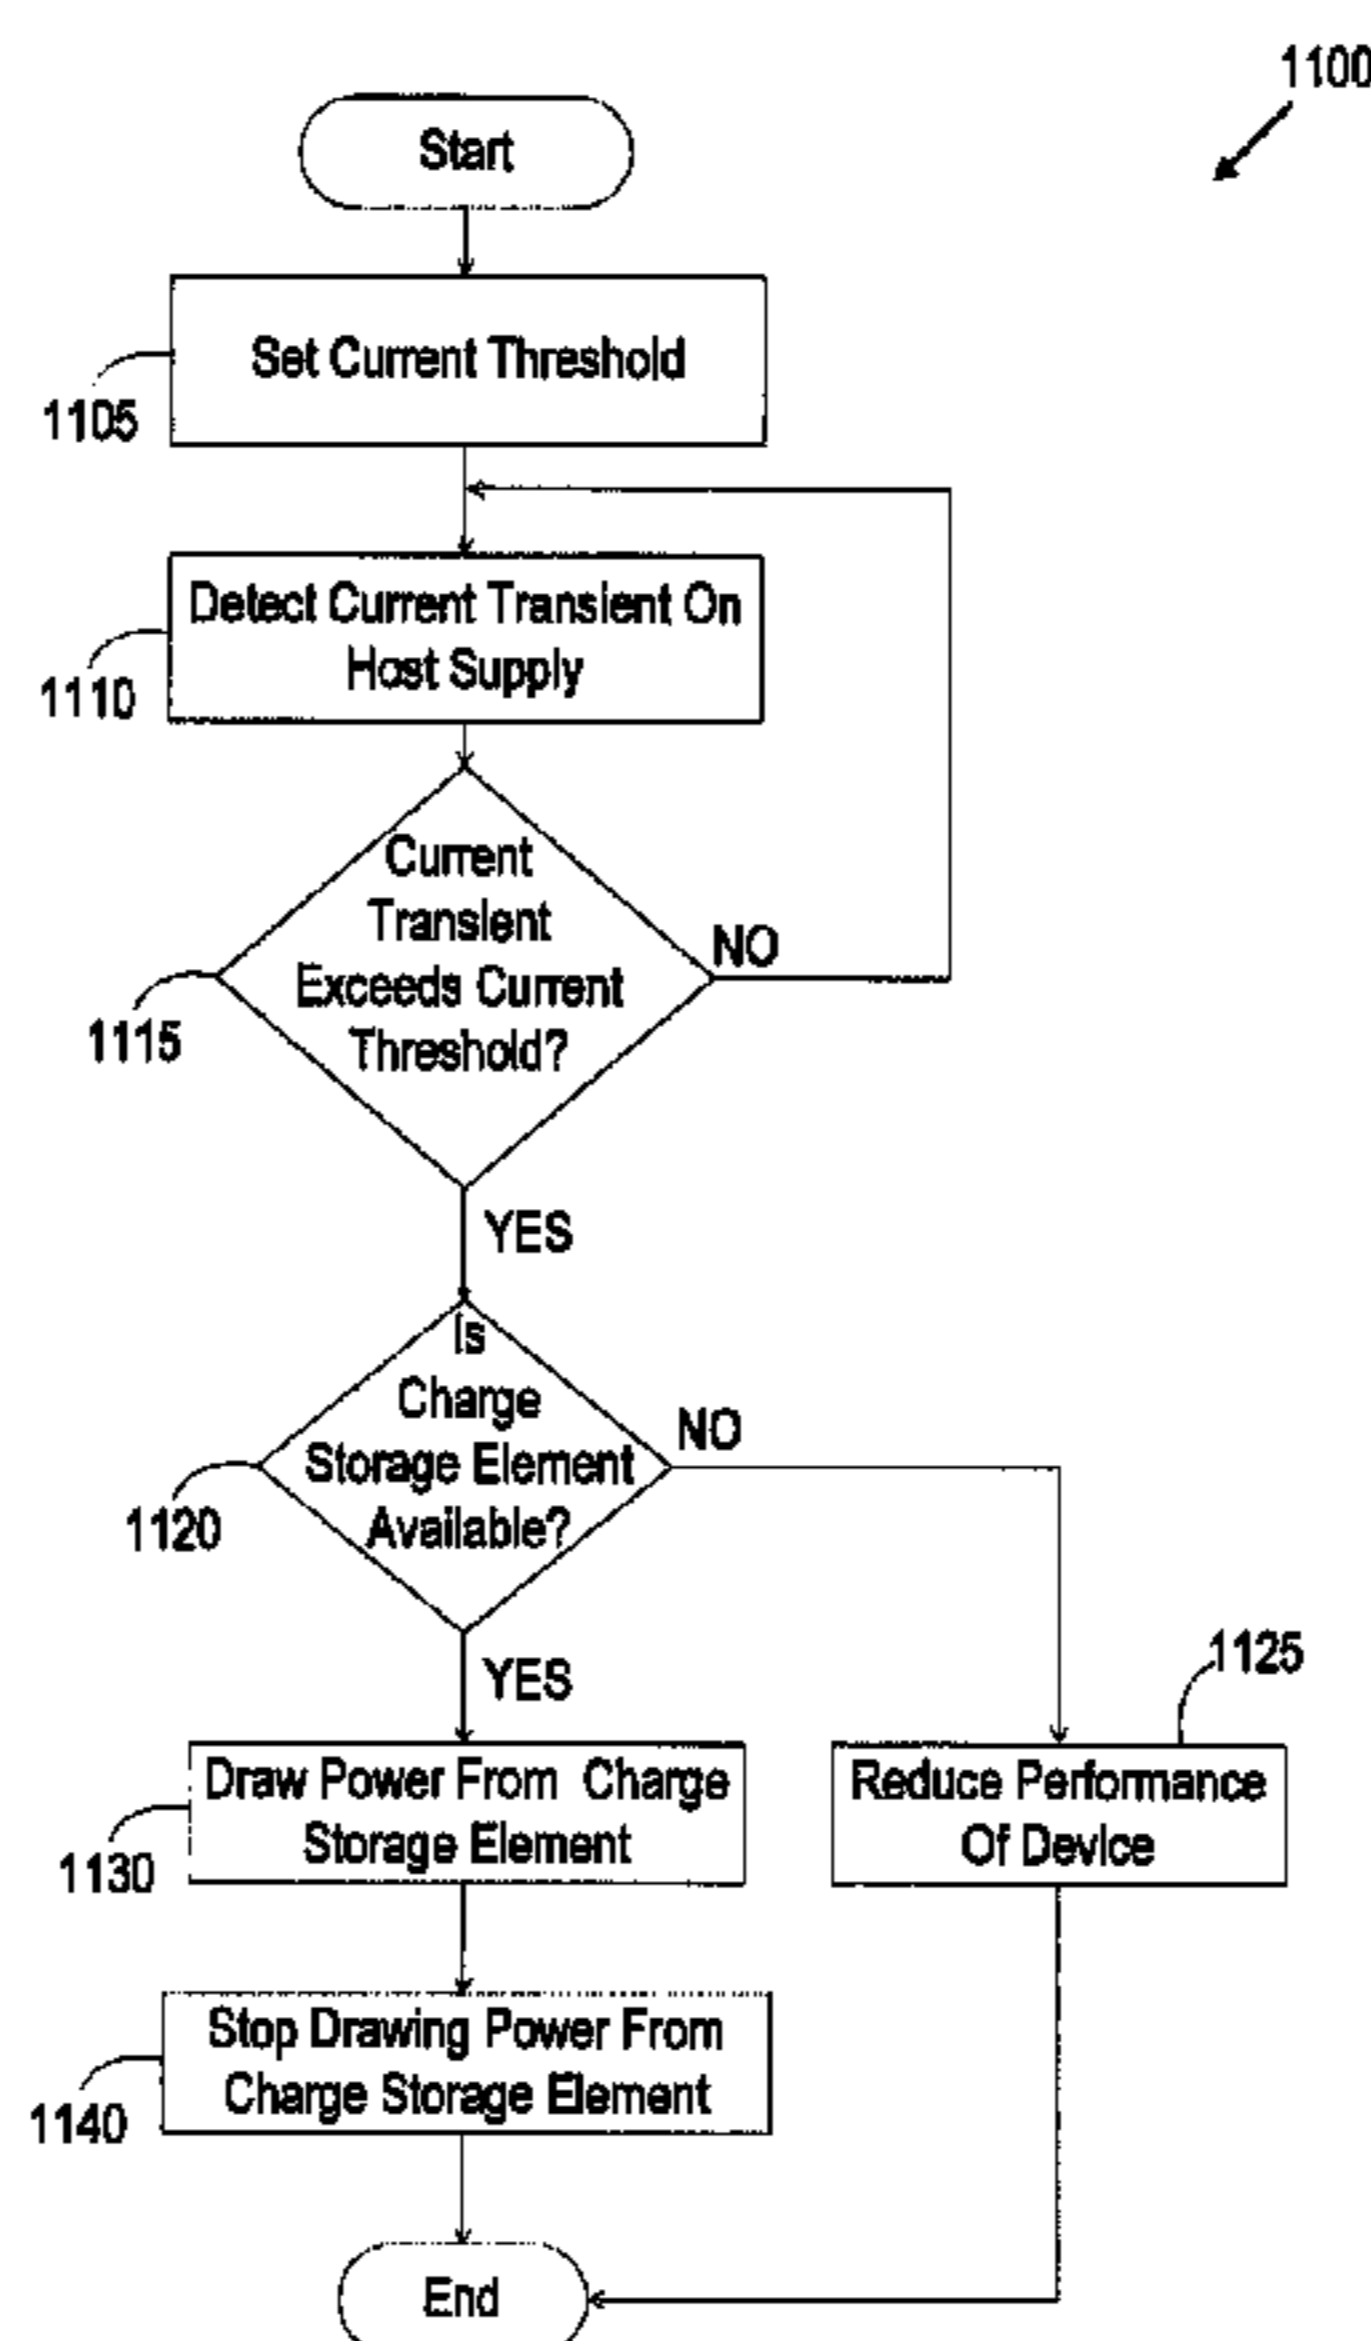 1100
Start
Set Current Threshold
1105
Detect Current Transient On
Host Supply
1110
Current
Transient
Exceeds Current
Threshold?
NO
1115
YES
Is
Charge
Storage Element
Available?
NO
1120
YES
1125
Draw Power From Charge
Storage Element
1130
Reduce Performance
Of Device
Stop Drawing Power From
Charge Storage Element
1140
End